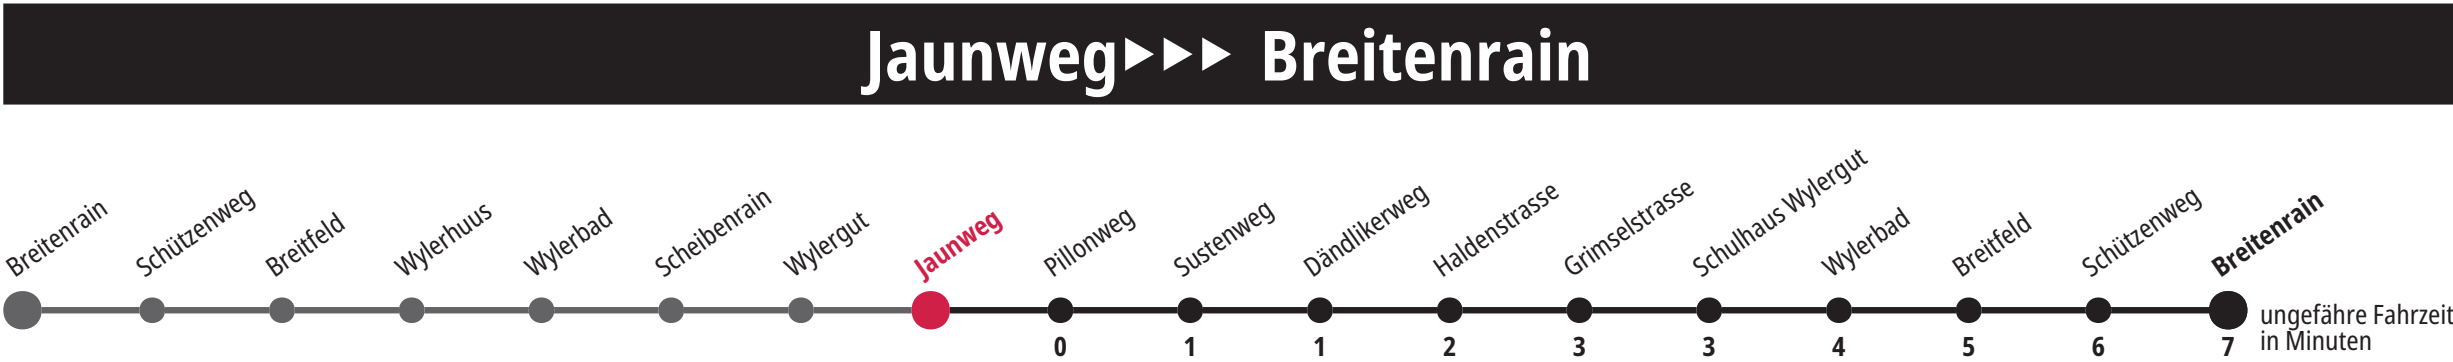 Jaunweg Breitenrain
Breitenrain
Schützenweg
Breitfeld
Wylerhuus
Wylerbad
Scheibenrain
Wylergut
Jaunweg
Pillonweg
Sustenweg
Dändlikerweg
Haldenstrasse
Grimselstrasse
Schulhaus Wylergut
Wylerbad
Breitfeld
Schützenweg
Breitenrain
0 1 1 2 3 3 4 5 6 7
ungefähre Fahrzeit
in Minuten